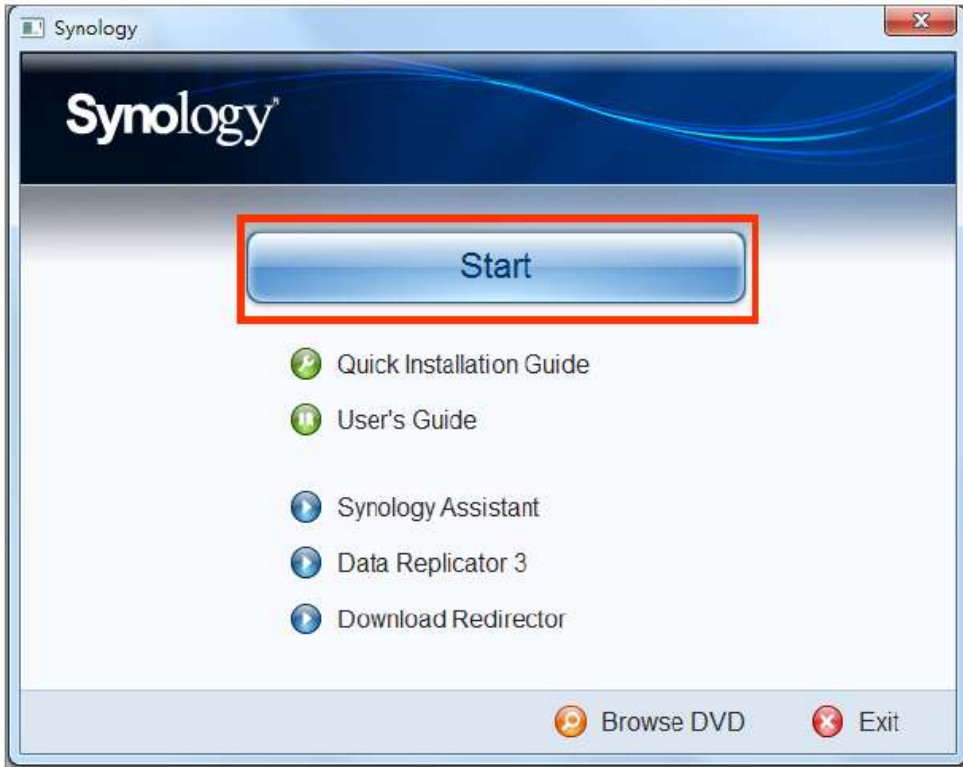 Synology
Synology®
Start
Quick Installation Guide
User's Guide
Synology Assistant
Data Replicator 3
Download Redirector
Browse DVD
Exit